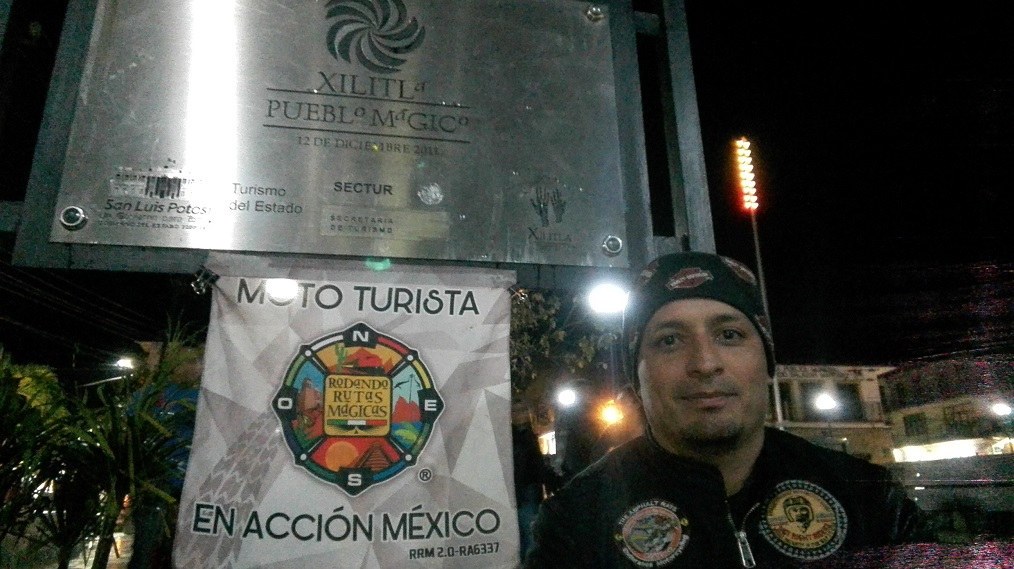 XILITLa
PUEBLo MaGICo
12 DE DICIEMBRE 2011
San Luis Potosí
Turismo
del Estado
SECTUR
SECRETARÍA
DE TURISMO
XILITLA
MOTO TURISTA
N
O
E
S
RODANDO
RUTAS
MáGICAS
®
EN ACCIÓN MÉXICO
RRM 2.0-RA6337